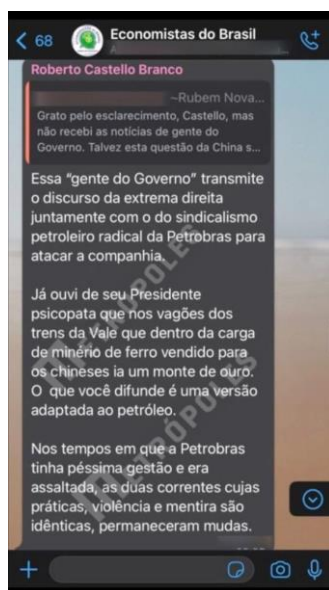 68
Economistas do Brasil
Roberto Castello Branco
~Rubem Nova...
Grato pelo esclarecimento, Castello, mas
não recebi as notícias de gente do
Governo. Talvez esta questão da China s...
Essa “gente do Governo” transmite
o discurso da extrema direita
juntamente com o do sindicalismo
petroleiro radical da Petrobras para
atacar a companhia.
Já ouvi de seu Presidente
psicopata que nos vagões dos
trens da Vale que dentro da carga
de minério de ferro vendido para
os chineses ia um monte de ouro.
O que você difunde é uma versão
adaptada ao petróleo.
Nos tempos em que a Petrobras
tinha péssima gestão e era
assaltada, as duas correntes cujas
práticas, violência e mentira são
idênticas, permaneceram mudas.
METRÓPOLES
METRÓPOLES